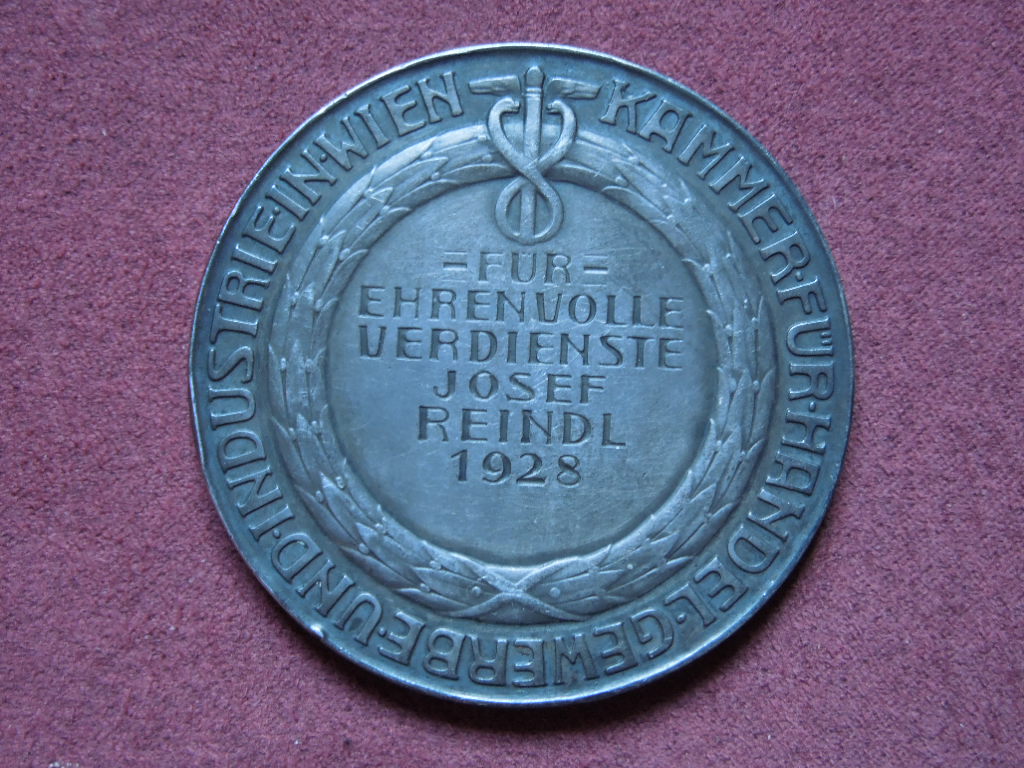 KAMMER·FÜR·HANDEL·GEWERBE·UND·INDUSTRIE·IN·WIEN
=FÜR=
EHRENVOLLE
VERDIENSTE
JOSEF
REINDL
1928